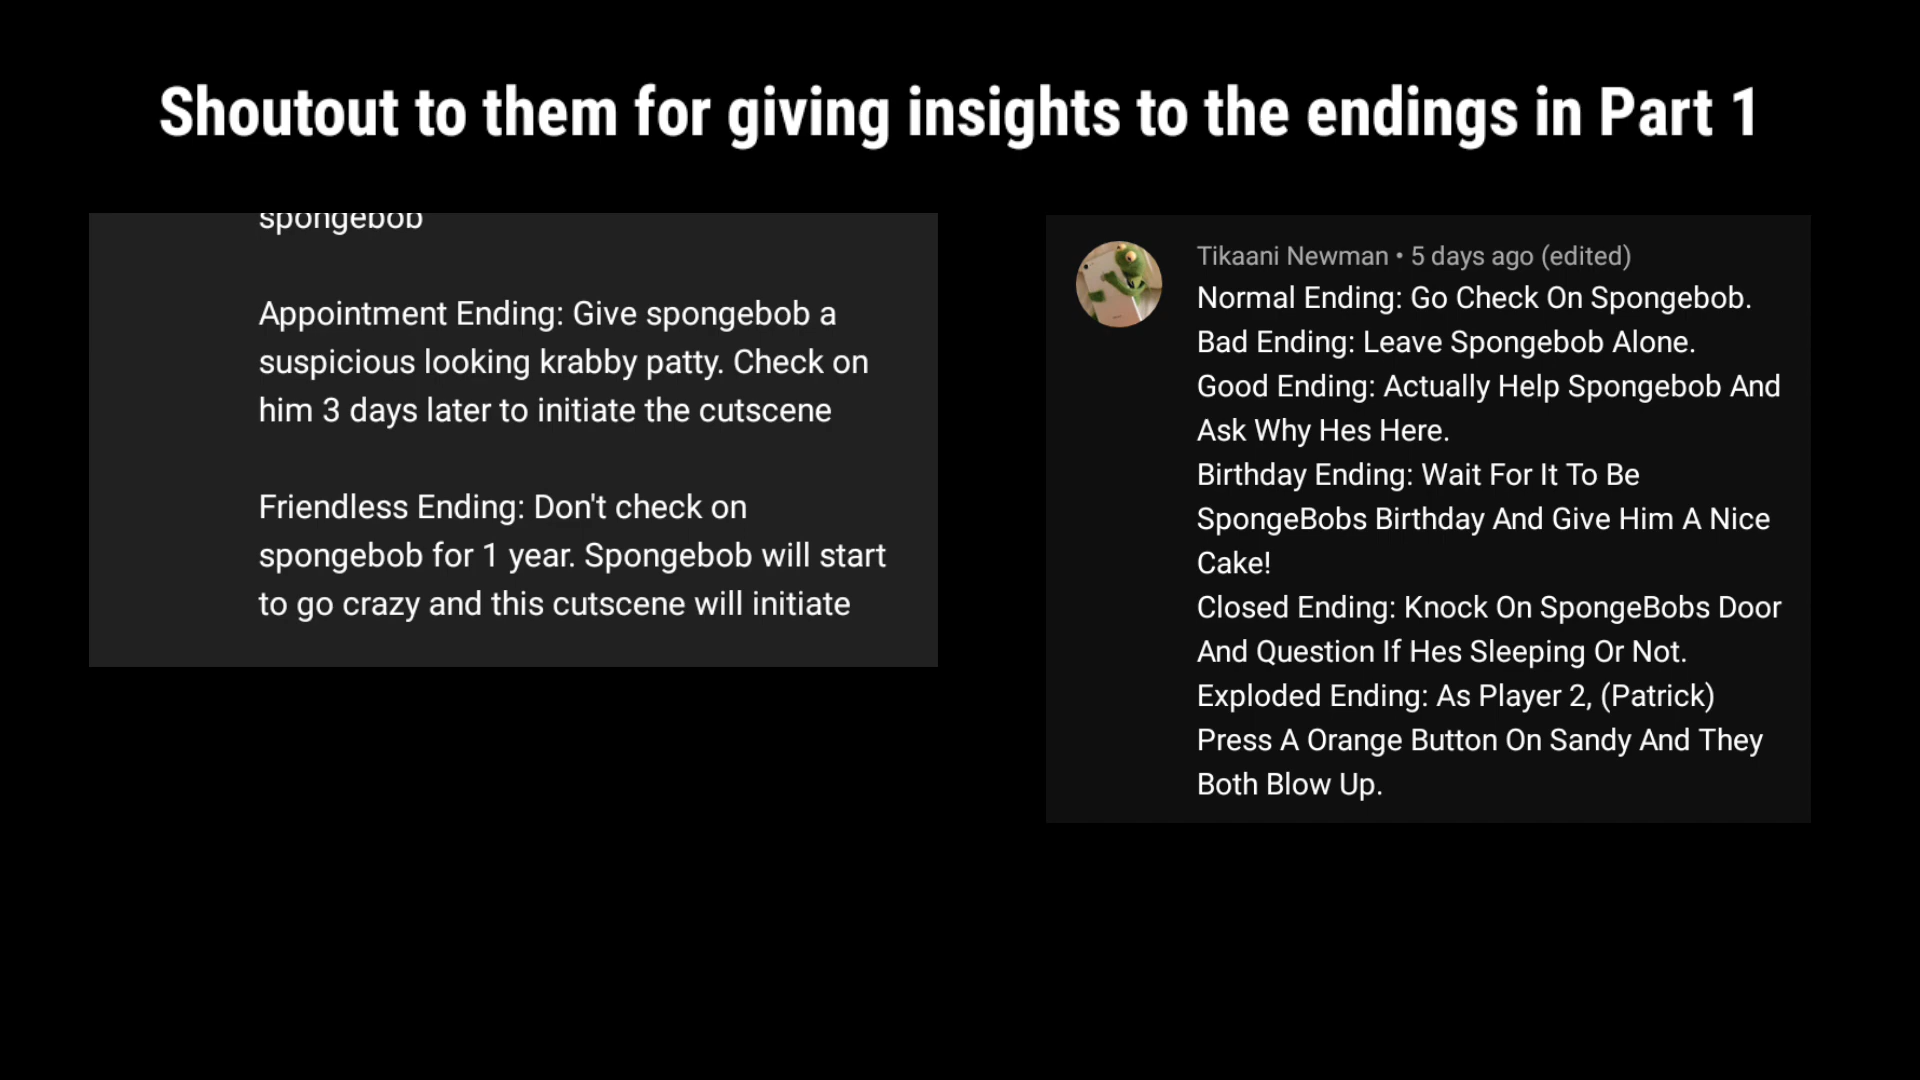 Shoutout to them for giving insights to the endings in Part 1
spongebob
Appointment Ending: Give spongebob a
suspicious looking krabby patty. Check on
him 3 days later to initiate the cutscene
Friendless Ending: Don't check on
spongebob for 1 year. Spongebob will start
to go crazy and this cutscene will initiate
Tikaani Newman • 5 days ago (edited)
Normal Ending: Go Check On Spongebob.
Bad Ending: Leave Spongebob Alone.
Good Ending: Actually Help Spongebob And
Ask Why Hes Here.
Birthday Ending: Wait For It To Be
SpongeBobs Birthday And Give Him A Nice
Cake!
Closed Ending: Knock On SpongeBobs Door
And Question If Hes Sleeping Or Not.
Exploded Ending: As Player 2, (Patrick)
Press A Orange Button On Sandy And They
Both Blow Up.